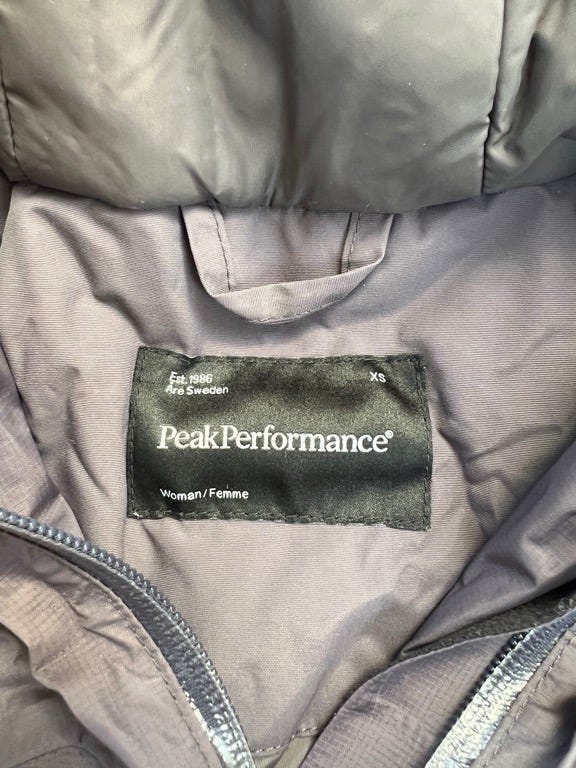 Est. 1986
Åre Sweden
XS
PeakPerformance®
Woman/Femme